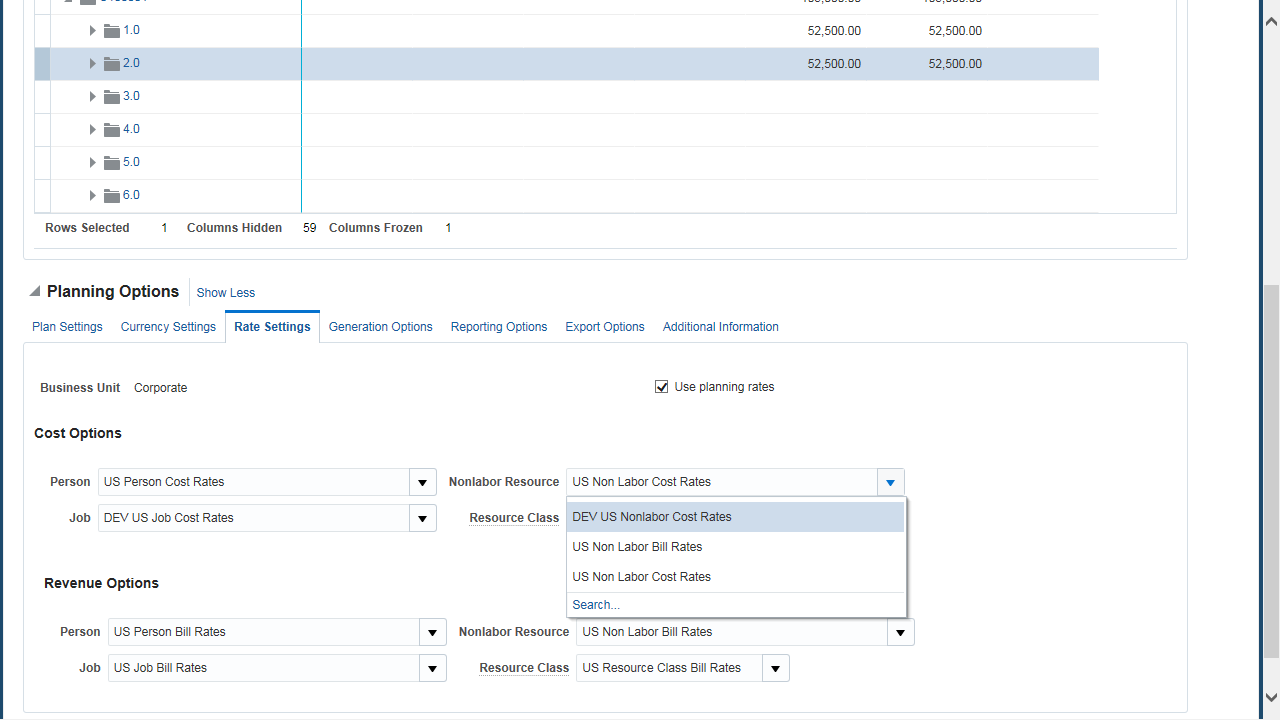 1.0 52,500.00 52,500.00
2.0 52,500.00 52,500.00
3.0
4.0
5.0
6.0
Rows Selected 1 Columns Hidden 59 Columns Frozen 1
Planning Options Show Less
Plan Settings Currency Settings Rate Settings Generation Options Reporting Options Export Options Additional Information
Business Unit Corporate Use planning rates
Cost Options
Person US Person Cost Rates Nonlabor Resource US Non Labor Cost Rates
Job DEV US Job Cost Rates Resource Class DEV US Nonlabor Cost Rates
US Non Labor Bill Rates
Revenue Options US Non Labor Cost Rates
Search...
Person US Person Bill Rates Nonlabor Resource US Non Labor Bill Rates
Job US Job Bill Rates Resource Class US Resource Class Bill Rates